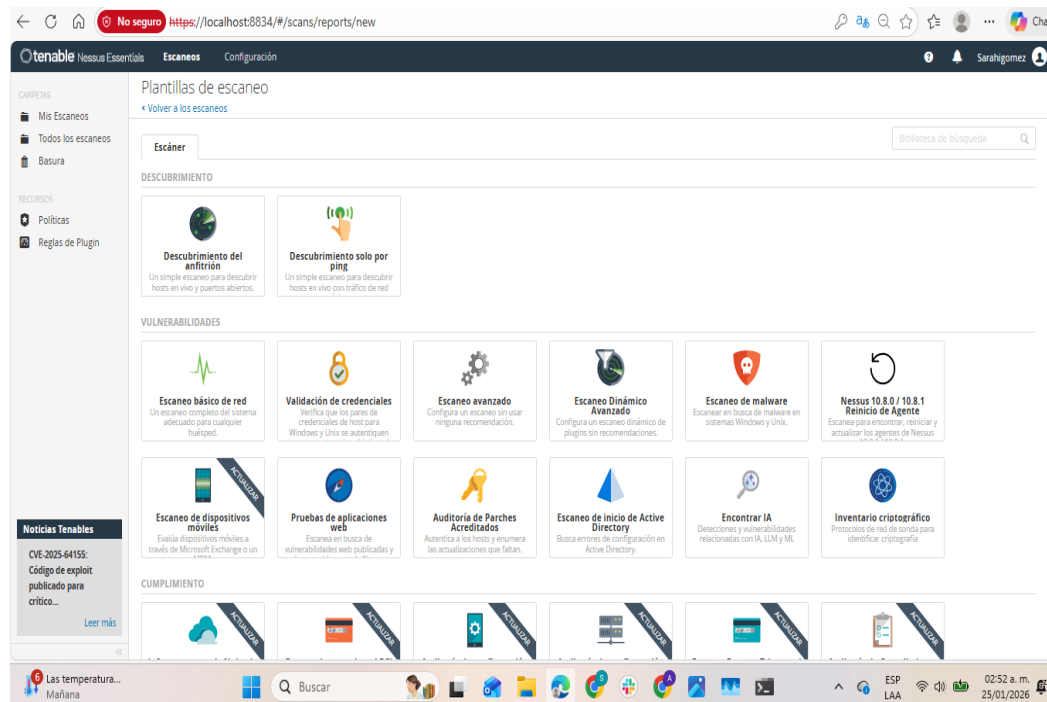 No seguro https://localhost:8834/#/scans/reports/new
Cha
tenable Nessus Essentials Escaneos Configuración Sarahigomez
CARPETAS
Mis Escaneos
Todos los escaneos
Basura
RECURSOS
Políticas
Reglas de Plugin
Noticias Tenables
CVE-2025-64155:
Código de exploit
publicado para
crítico...
Leer más
Plantillas de escaneo
Volver a los escaneos
Escáner
Biblioteca de búsqueda
DESCUBRIMIENTO
Descubrimiento del
anfitrión
Un simple escaneo para descubrir
hosts en vivo y puertos abiertos.
Descubrimiento solo por
ping
Un simple escaneo para descubrir
hosts en vivo con tráfico de red
VULNERABILIDADES
Escaneo básico de red
Un escaneo completo del sistema
adecuado para cualquier
huésped.
Validación de credenciales
Verifica que los pares de
credenciales de host para
Windows y Unix se autentiquen
Escaneo avanzado
Configura un escaneo sin usar
ninguna recomendación.
Escaneo Dinámico
Avanzado
Configura un escaneo dinámico de
plugins sin recomendaciones.
Escaneo de malware
Escanear en busca de malware en
sistemas Windows y Unix.
Nessus 10.8.0 / 10.8.1
Reinicio de Agente
Escanea para encontrar, reiniciar y
actualizar los agentes de Nessus
ACTUALIZAR
Escaneo de dispositivos
móviles
Evalúa dispositivos móviles a
través de Microsoft Exchange o un
Pruebas de aplicaciones
web
Escanea en busca de
vulnerabilidades web publicadas y
Auditoría de Parches
Acreditados
Autentica a los hosts y enumera
las actualizaciones que faltan.
Escaneo de inicio de Active
Directory
Busca errores de configuración en
Active Directory.
Encontrar IA
Detecciones y vulnerabilidades
relacionadas con IA, LLM y ML
Inventario criptográfico
Protocolos de red de sonda para
identificar criptografía
CUMPLIMIENTO
ACTUALIZAR
ACTUALIZAR
ACTUALIZAR
ACTUALIZAR
ACTUALIZAR
ACTUALIZAR
6
Las temperatura...
Mañana
Buscar
ESP
LAA
02:52 a. m.
25/01/2026